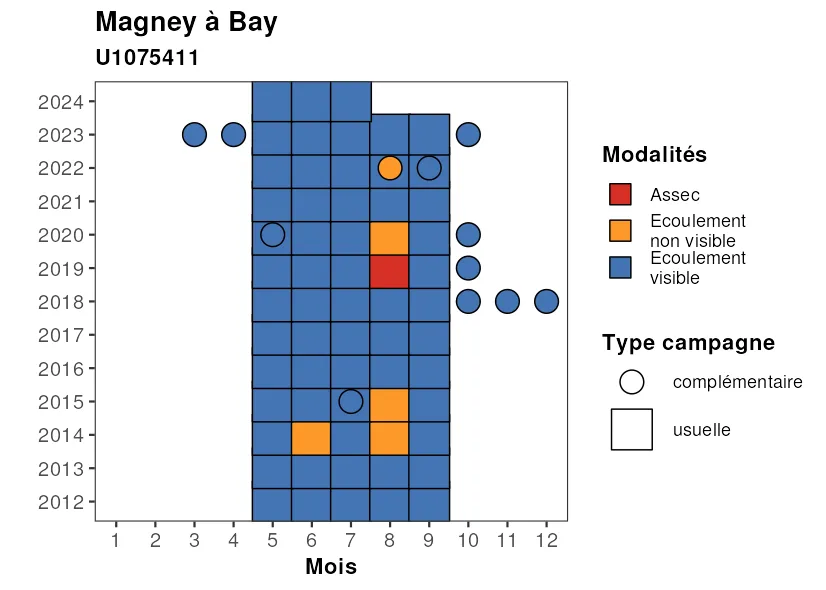 Magney à Bay
U1075411
2024
2023
2022
2021
2020
2019
2018
2017
2016
2015
2014
2013
2012
1 2 3 4 5 6 7 8 9 10 11 12
Mois
Modalités
Assec
Ecoulement
non visible
Ecoulement
visible
Type campagne
complémentaire
usuelle